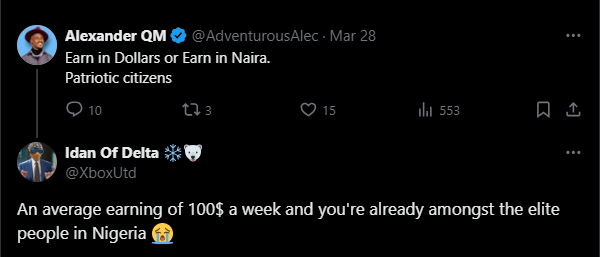 Alexander QM @AdventurousAlec · Mar 28
Earn in Dollars or Earn in Naira.
Patriotic citizens
10 3 15 553
Idan Of Delta ❄️🐻‍❄️
@XboxUtd
An average earning of 100$ a week and you're already amongst the elite
people in Nigeria 😭